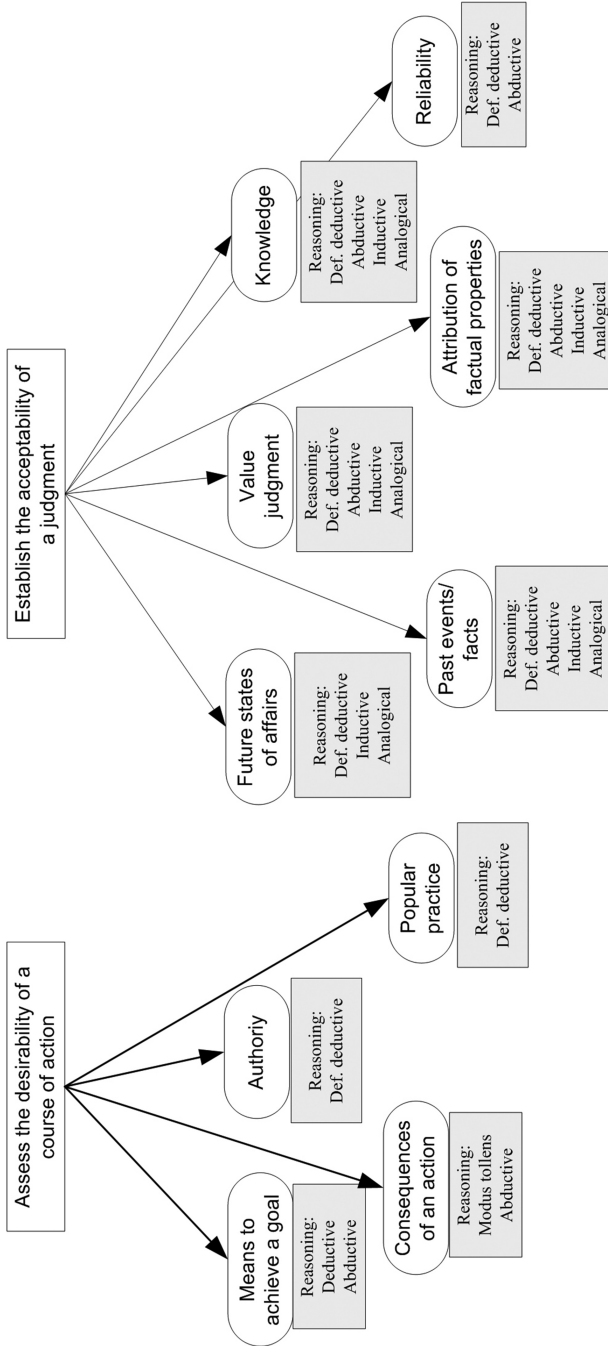 Assess the desirability of a
course of action
Means to
achieve a goal
Reasoning:
Deductive
Abductive
Consequences
of an action
Reasoning:
Modus tollens
Abductive
Authoriy
Reasoning:
Def. deductive
Popular
practice
Reasoning:
Def. deductive
Establish the acceptability of
a judgment
Future states
of affairs
Reasoning:
Def. deductive
Inductive
Analogical
Past events/
facts
Reasoning:
Def. deductive
Abductive
Inductive
Analogical
Value
judgment
Reasoning:
Def. deductive
Abductive
Inductive
Analogical
Attribution of
factual properties
Reasoning:
Def. deductive
Abductive
Inductive
Analogical
Knowledge
Reasoning:
Def. deductive
Abductive
Inductive
Analogical
Reliability
Reasoning:
Def. deductive
Abductive